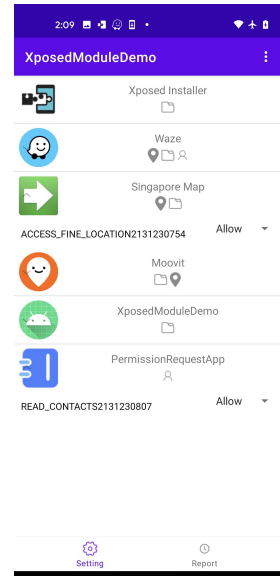 2:09
XposedModuleDemo
Xposed Installer
Waze
Singapore Map
ACCESS_FINE_LOCATION2131230754 Allow
Moovit
XposedModuleDemo
PermissionRequestApp
READ_CONTACTS2131230807 Allow
Setting Report